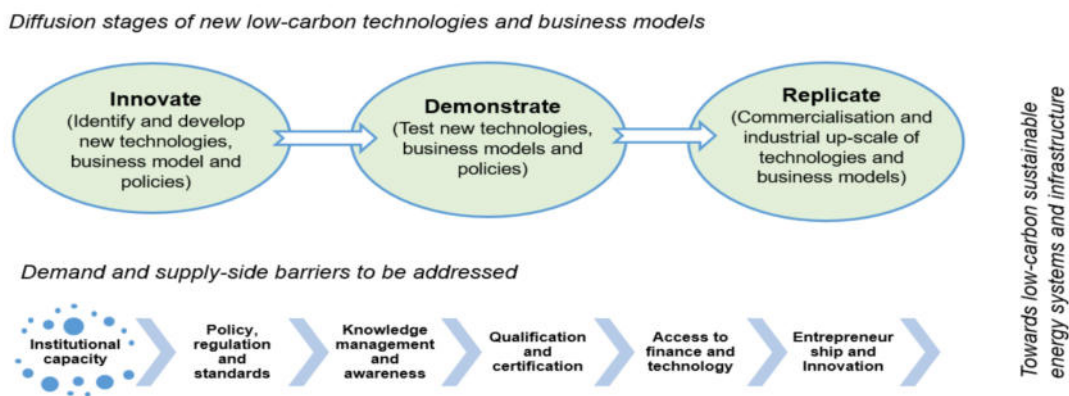 Diffusion stages of new low-carbon technologies and business models
Innovate
(Identify and develop
new technologies,
business model and
policies)
Demonstrate
(Test new technologies,
business models and
policies)
Replicate
(Commercialisation and
industrial up-scale of
technologies and
business models)
Demand and supply-side barriers to be addressed
Institutional
capacity
Policy,
regulation
and
standards
Knowledge
management
and
awareness
Qualification
and
certification
Access to
finance and
technology
Entrepreneur
ship and
Innovation
Towards low-carbon sustainable
energy systems and infrastructure